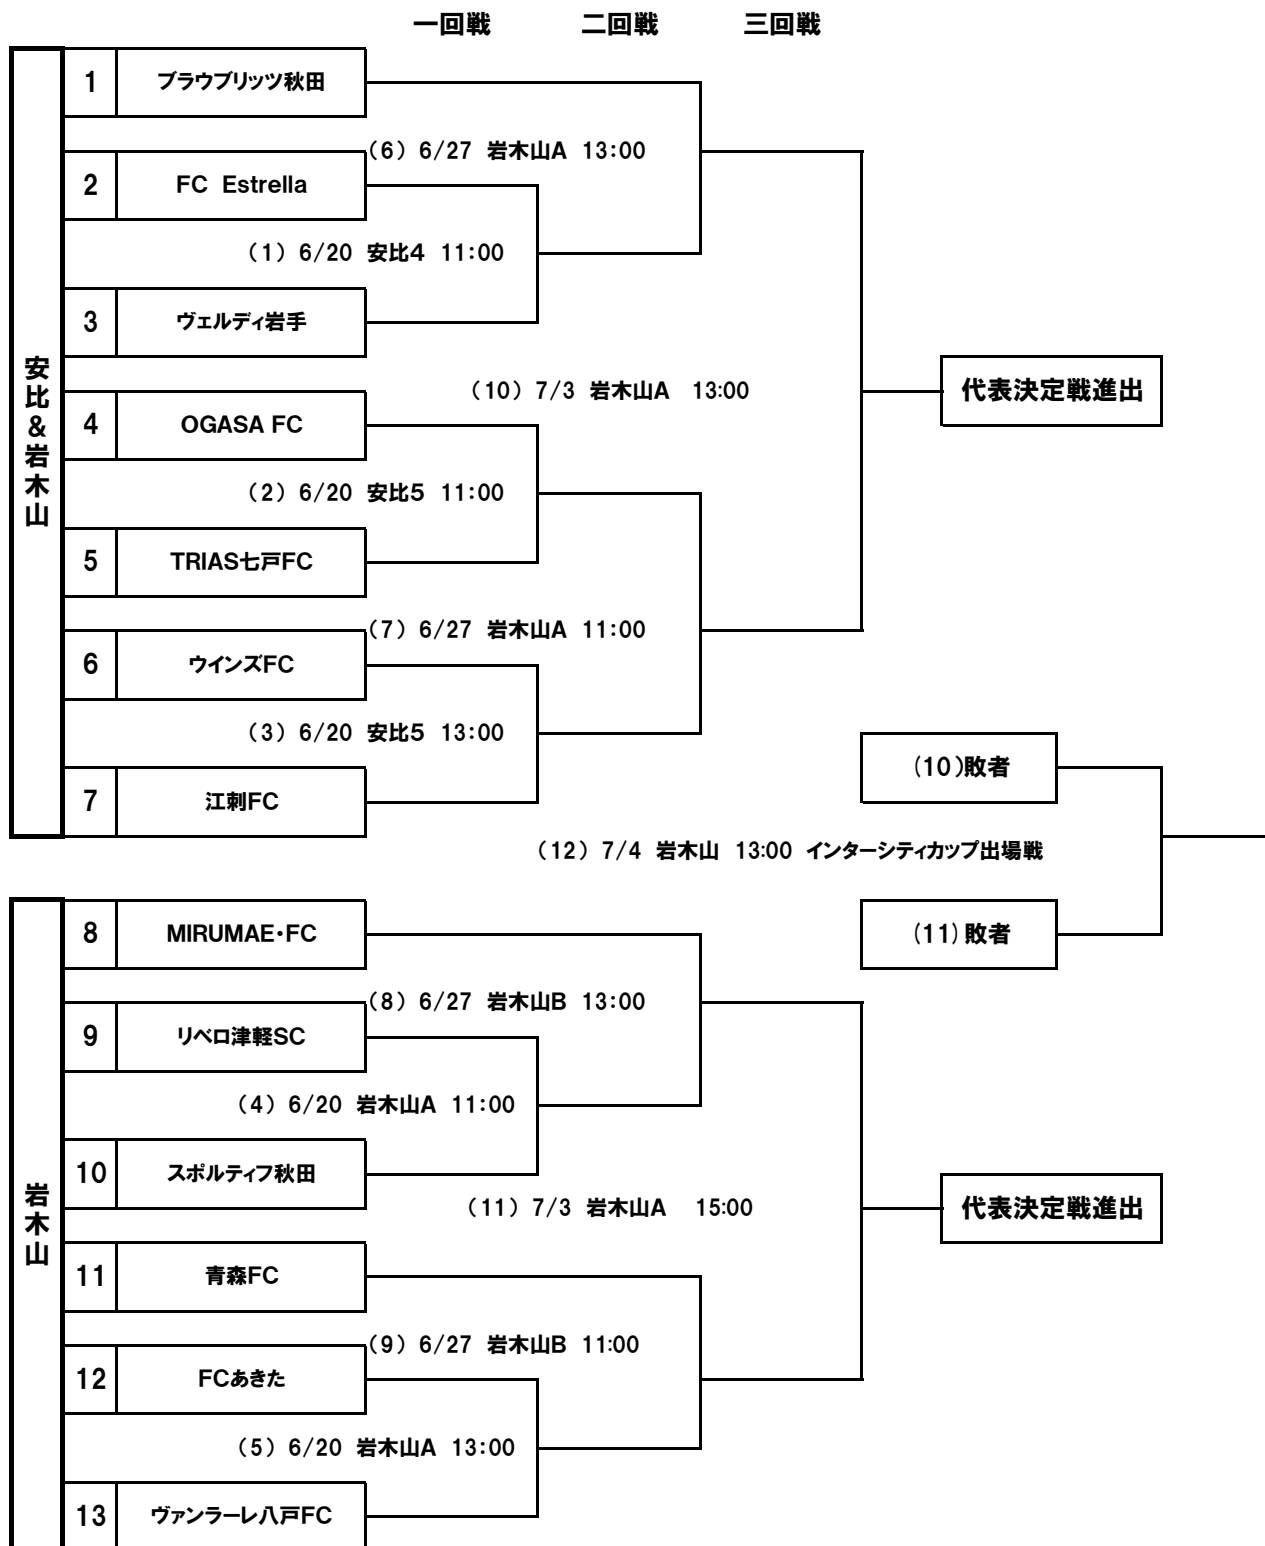 一回戦 二回戦 三回戦
1 ブラウブリッツ秋田
（6）6/27 岩木山A 13:00
2 FC Estrella
（1）6/20 安比4 11:00
3 ヴェルディ岩手
安比&岩木山
（10）7/3 岩木山A 13:00
代表決定戦進出
4 OGASA FC
（2）6/20 安比5 11:00
5 TRIAS七戸FC
（7）6/27 岩木山A 11:00
6 ウインズFC
（3）6/20 安比5 13:00
(10)敗者
7 江刺FC
（12）7/4 岩木山 13:00 インターシティカップ出場戦
8 MIRUMAE・FC
(11)敗者
（8）6/27 岩木山B 13:00
9 リベロ津軽SC
（4）6/20 岩木山A 11:00
10 スポルティフ秋田
岩木山
（11）7/3 岩木山A 15:00
代表決定戦進出
11 青森FC
（9）6/27 岩木山B 11:00
12 FCあきた
（5）6/20 岩木山A 13:00
13 ヴァンラーレ八戸FC